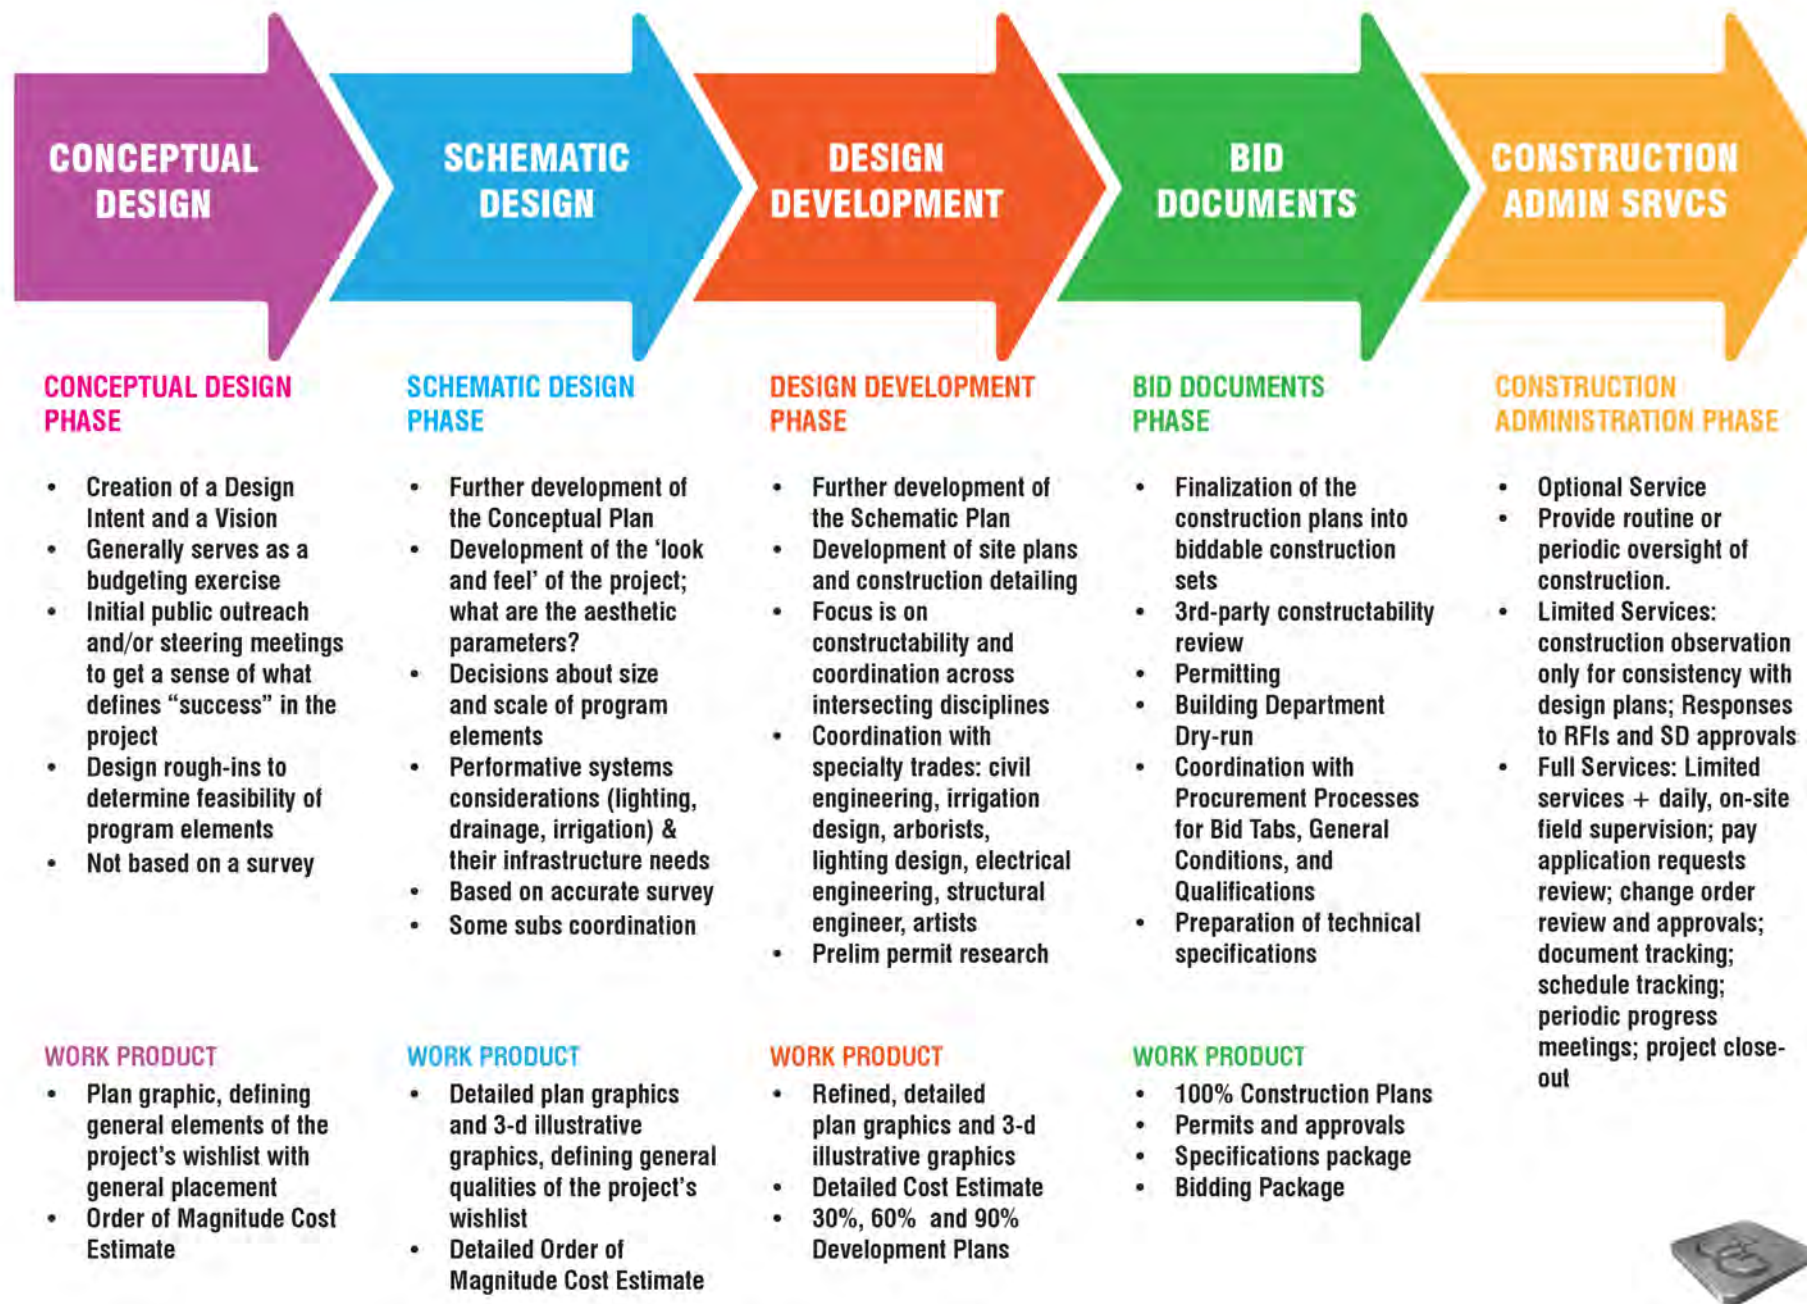 CONCEPTUAL
DESIGN
SCHEMATIC
DESIGN
DESIGN
DEVELOPMENT
BID
DOCUMENTS
CONSTRUCTION
ADMIN SRVCS
CONCEPTUAL DESIGN
PHASE
• Creation of a Design
Intent and a Vision
• Generally serves as a
budgeting exercise
• Initial public outreach
and/or steering meetings
to get a sense of what
defines “success” in the
project
• Design rough-ins to
determine feasibility of
program elements
• Not based on a survey
WORK PRODUCT
• Plan graphic, defining
general elements of the
project’s wishlist with
general placement
• Order of Magnitude Cost
Estimate
SCHEMATIC DESIGN
PHASE
• Further development of
the Conceptual Plan
• Development of the ‘look
and feel’ of the project;
what are the aesthetic
parameters?
• Decisions about size
and scale of program
elements
• Performative systems
considerations (lighting,
drainage, irrigation) &
their infrastructure needs
• Based on accurate survey
• Some subs coordination
WORK PRODUCT
• Detailed plan graphics
and 3-d illustrative
graphics, defining general
qualities of the project’s
wishlist
• Detailed Order of
Magnitude Cost Estimate
DESIGN DEVELOPMENT
PHASE
• Further development of
the Schematic Plan
• Development of site plans
and construction detailing
• Focus is on
constructability and
coordination across
intersecting disciplines
• Coordination with
specialty trades: civil
engineering, irrigation
design, arborists,
lighting design, electrical
engineering, structural
engineer, artists
• Prelim permit research
WORK PRODUCT
• Refined, detailed
plan graphics and 3-d
illustrative graphics
• Detailed Cost Estimate
• 30%, 60% and 90%
Development Plans
BID DOCUMENTS
PHASE
• Finalization of the
construction plans into
biddable construction
sets
• 3rd-party constructability
review
• Permitting
• Building Department
Dry-run
• Coordination with
Procurement Processes
for Bid Tabs, General
Conditions, and
Qualifications
• Preparation of technical
specifications
WORK PRODUCT
• 100% Construction Plans
• Permits and approvals
• Specifications package
• Bidding Package
CONSTRUCTION
ADMINISTRATION PHASE
• Optional Service
• Provide routine or
periodic oversight of
construction.
• Limited Services:
construction observation
only for consistency with
design plans; Responses
to RFIs and SD approvals
• Full Services: Limited
services + daily, on-site
field supervision; pay
application requests
review; change order
review and approvals;
document tracking;
schedule tracking;
periodic progress
meetings; project close-
out